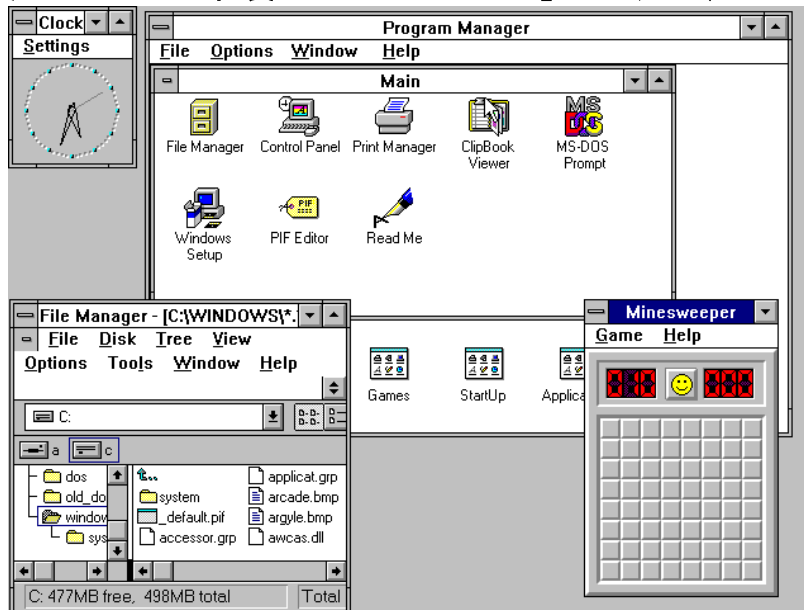 Clock
Settings
Program Manager
File Options Window Help
Main
File Manager
Control Panel
Print Manager
ClipBook
Viewer
MS-DOS
Prompt
Windows
Setup
PIF Editor
Read Me
Games
StartUp
Applica
File Manager - [C:\WINDOWS\*.
File Disk Tree View
Options Tools Window Help
C:
a
c
dos
old_do
window
sys
system
_default.pif
accessor.grp
applicat.grp
arcade.bmp
argyle.bmp
awcas.dll
C: 477MB free, 498MB total
Total
Minesweeper
Game Help